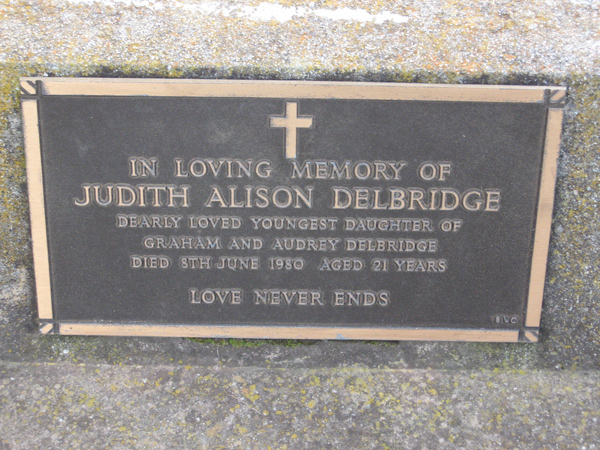 IN LOVING MEMORY OF
JUDITH ALISON DELBRIDGE
DEARLY LOVED YOUNGEST DAUGHTER OF
GRAHAM AND AUDREY DELBRIDGE
DIED 8TH JUNE 1980 AGED 21 YEARS
LOVE NEVER ENDS